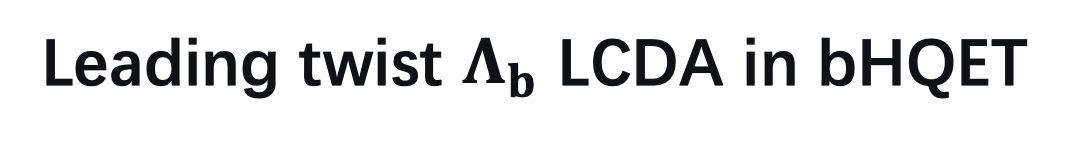 Leading twist Λb LCDA in bHQET